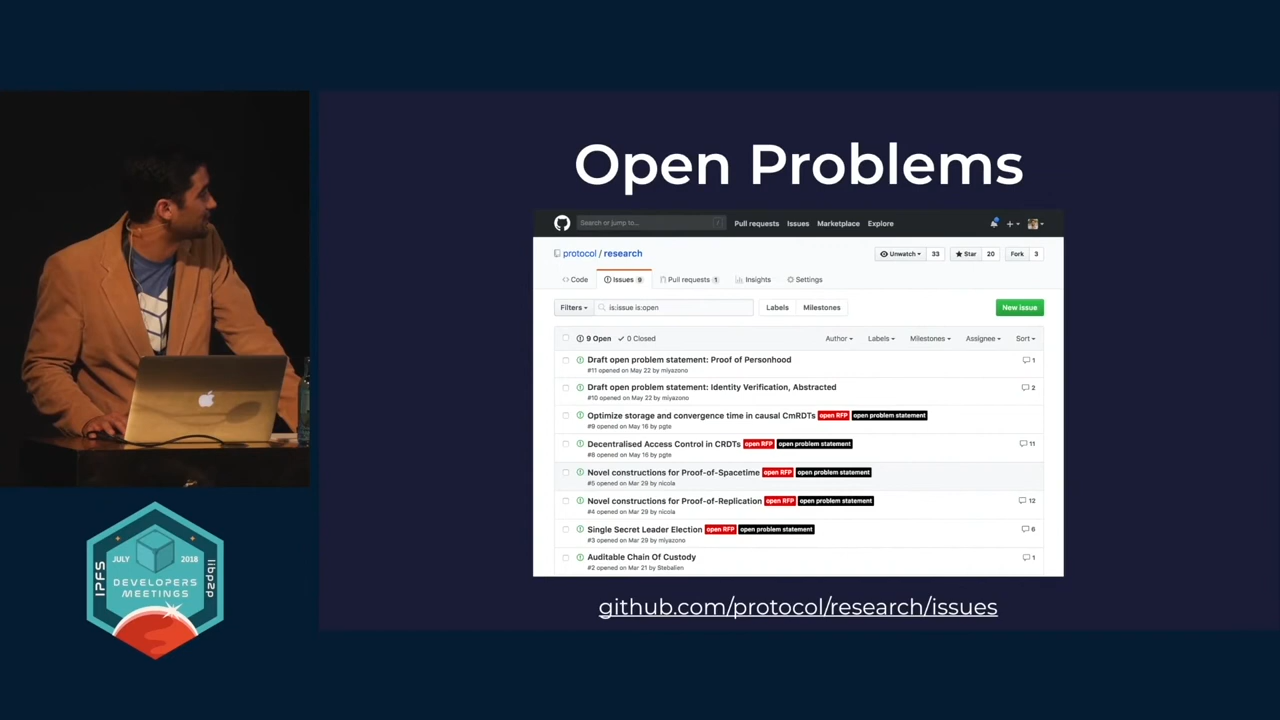 Open Problems
Search or jump to... /
Pull requests Issues Marketplace Explore
protocol / research
Unwatch 33 Star 20 Fork 3
Code Issues 9 Pull requests 1 Insights Settings
Filters is:issue is:open Labels Milestones New issue
9 Open 0 Closed Author Labels Milestones Assignee Sort
Draft open problem statement: Proof of Personhood 1
#11 opened on May 22 by miyazono
Draft open problem statement: Identity Verification, Abstracted 2
#10 opened on May 22 by miyazono
Optimize storage and convergence time in causal CmRDTs open RFP open problem statement
#9 opened on May 16 by pgte
Decentralised Access Control in CRDTs open RFP open problem statement 11
#8 opened on May 16 by pgte
Novel constructions for Proof-of-Spacetime open RFP open problem statement
#5 opened on Mar 29 by nicola
Novel constructions for Proof-of-Replication open RFP open problem statement 12
#4 opened on Mar 29 by nicola
Single Secret Leader Election open RFP open problem statement 6
#3 opened on Mar 29 by miyazono
Auditable Chain Of Custody 1
#2 opened on Mar 21 by Stebalien
github.com/protocol/research/issues
JULY 2018
IPFS
DEVELOPERS
MEETINGS
libp2p